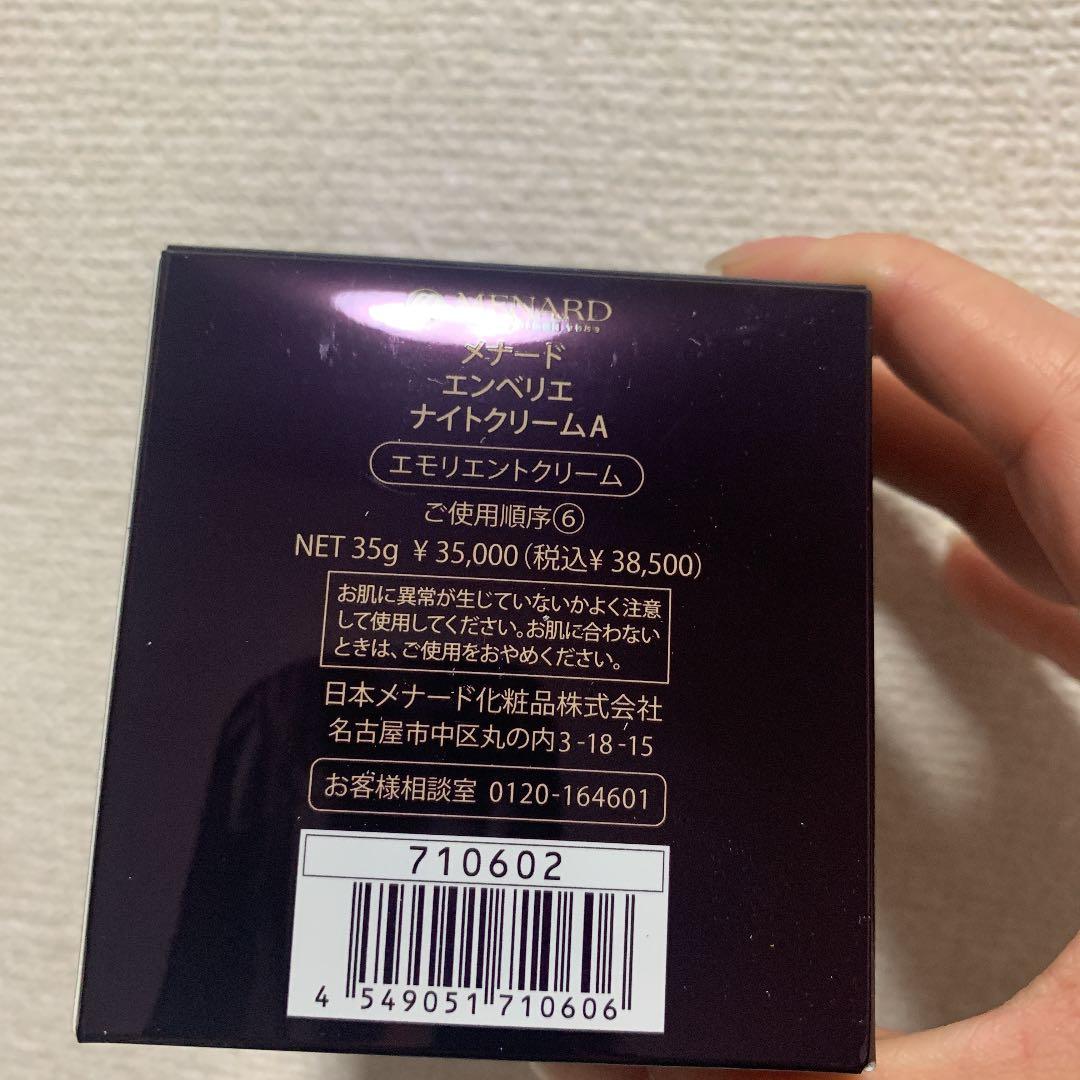 MENARD
メナード
エンベリエ
ナイトクリームA
エモリエントクリーム
ご使用順序⑥
NET 35g ¥ 35,000(税込¥ 38,500)
お肌に異常が生じていないかよく注意
して使用してください。お肌に合わない
ときは、ご使用をおやめください。
日本メナード化粧品株式会社
名古屋市中区丸の内3-18-15
お客様相談室 0120-164601
710602
4 549051 710606